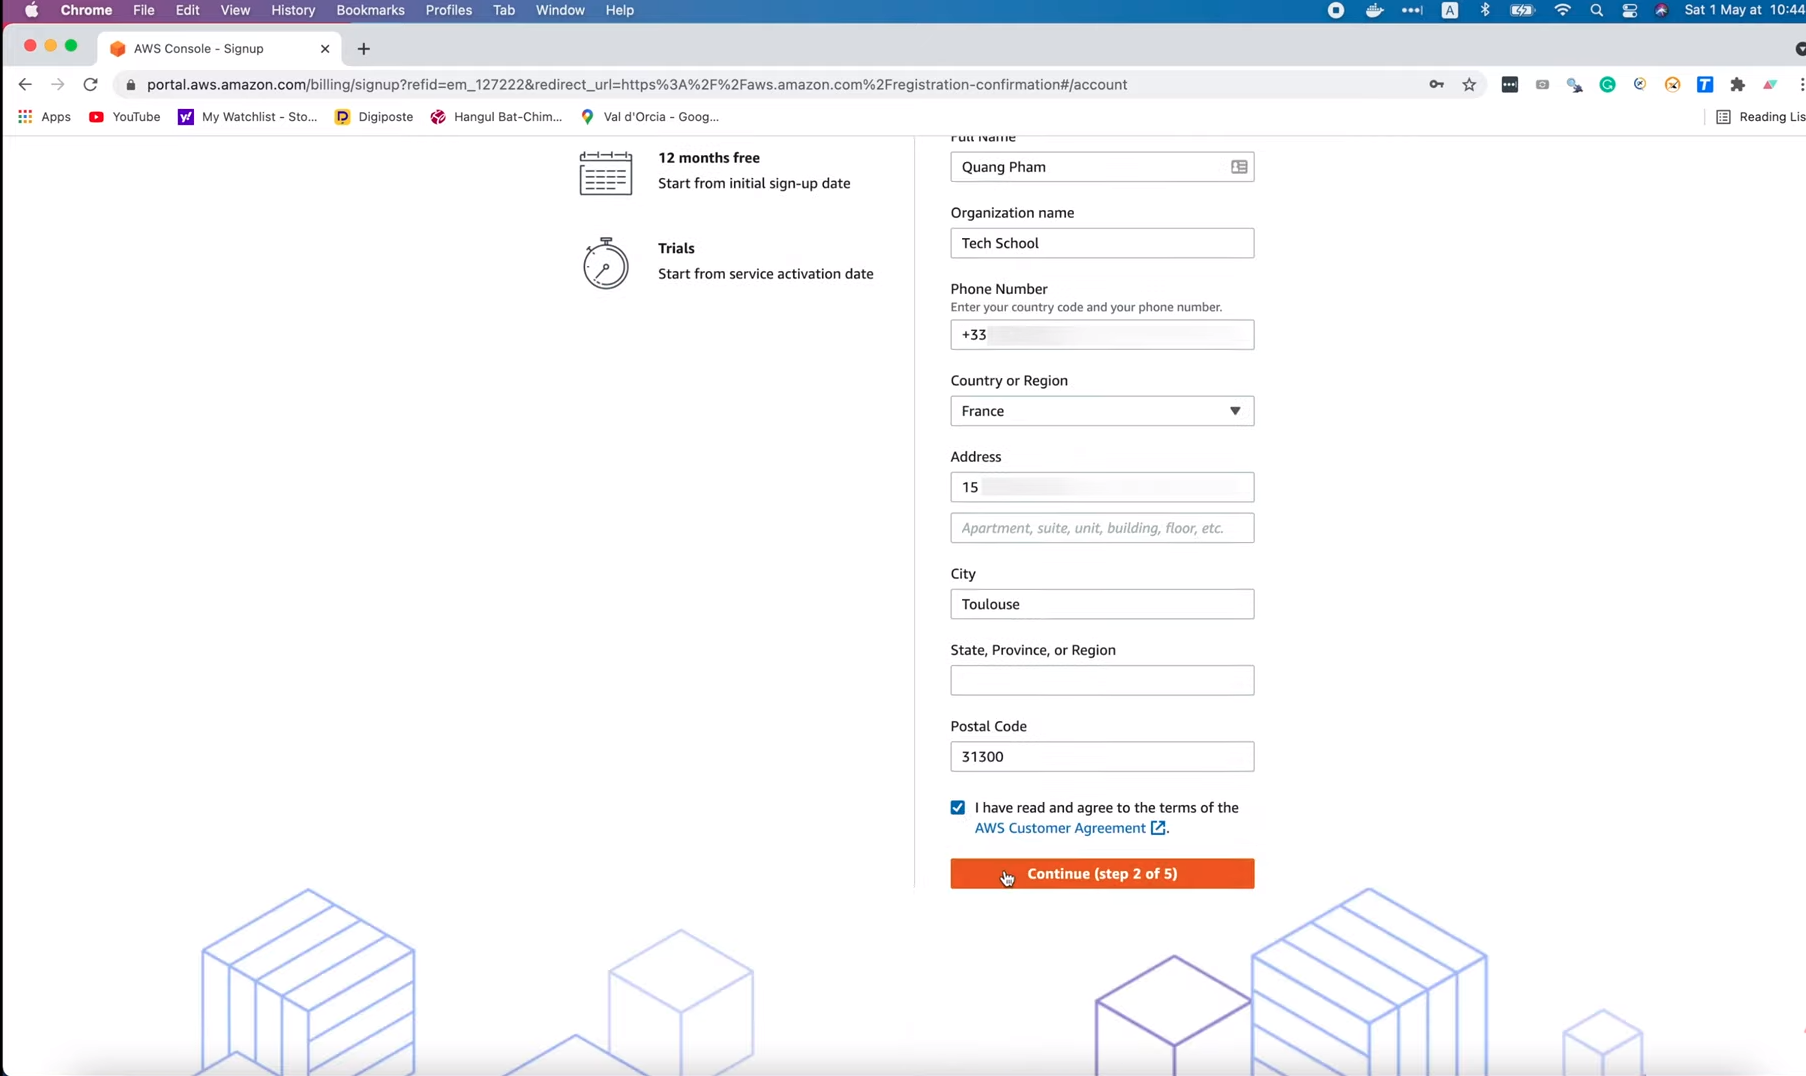 Chrome File Edit View History Bookmarks Profiles Tab Window Help A Sat 1 May at 10:44
AWS Console - Signup
portal.aws.amazon.com/billing/signup?refid=em_127222&redirect_url=https%3A%2F%2Faws.amazon.com%2Fregistration-confirmation#/account
Apps YouTube My Watchlist - Sto... Digiposte Hangul Bat-Chim... Val d'Orcia - Goog... Reading Lis
12 months free
Start from initial sign-up date
Trials
Start from service activation date
Full Name
Quang Pham
Organization name
Tech School
Phone Number
Enter your country code and your phone number.
+33
Country or Region
France
Address
15
Apartment, suite, unit, building, floor, etc.
City
Toulouse
State, Province, or Region
Postal Code
31300
I have read and agree to the terms of the
AWS Customer Agreement .
Continue (step 2 of 5)